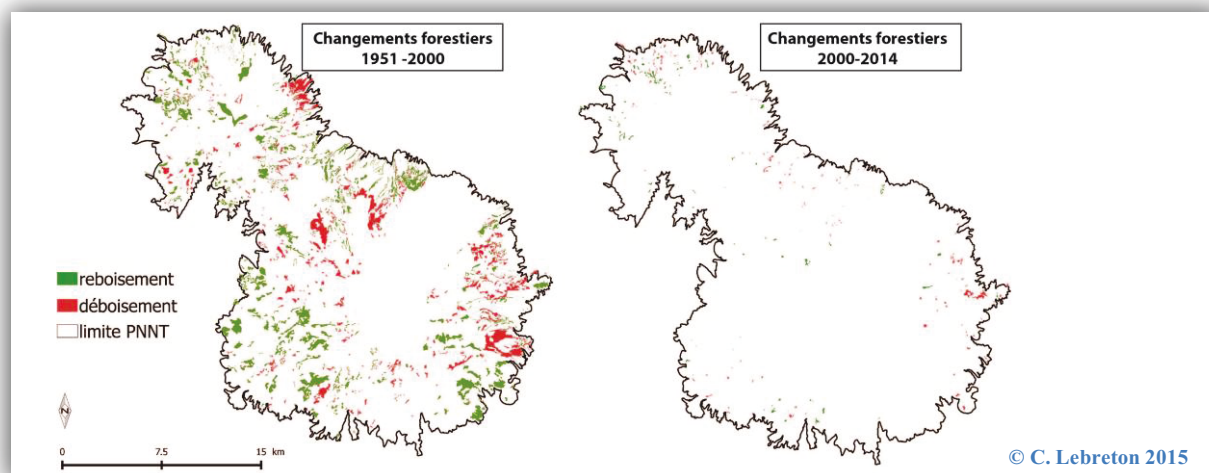 Changements forestiers
1951 -2000
Changements forestiers
2000-2014
reboisement
déboisement
limite PNNT
N
0 7.5 15 km
© C. Lebreton 2015